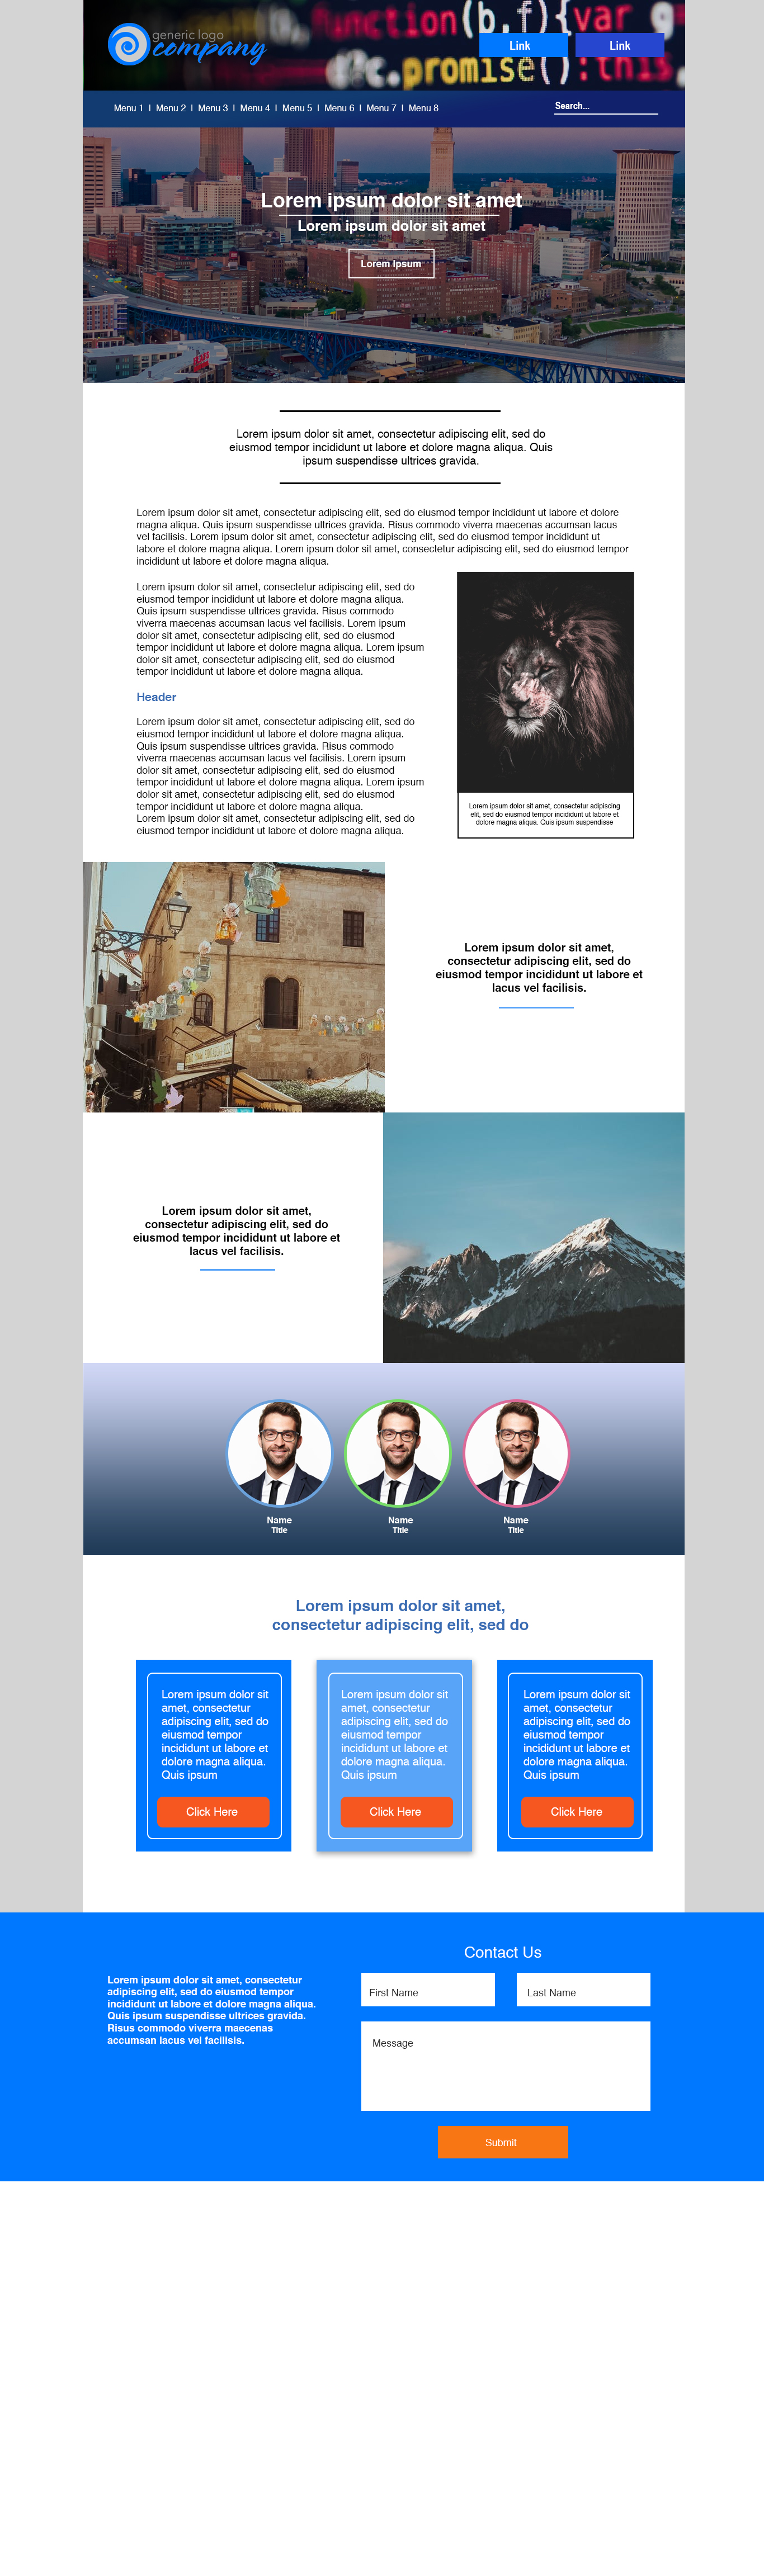 function(b,f){var
c.promise().this
generic logo
company
Link
Link
Menu 1 | Menu 2 | Menu 3 | Menu 4 | Menu 5 | Menu 6 | Menu 7 | Menu 8
Search...
Lorem ipsum dolor sit amet
Lorem ipsum dolor sit amet
Lorem Ipsum
Lorem ipsum dolor sit amet, consectetur adipiscing elit, sed do
eiusmod tempor incididunt ut labore et dolore magna aliqua. Quis
ipsum suspendisse ultrices gravida.
Lorem ipsum dolor sit amet, consectetur adipiscing elit, sed do eiusmod tempor incididunt ut labore et dolore
magna aliqua. Quis ipsum suspendisse ultrices gravida. Risus commodo viverra maecenas accumsan lacus
vel facilisis. Lorem ipsum dolor sit amet, consectetur adipiscing elit, sed do eiusmod tempor incididunt ut
labore et dolore magna aliqua. Lorem ipsum dolor sit amet, consectetur adipiscing elit, sed do eiusmod tempor
incididunt ut labore et dolore magna aliqua.
Lorem ipsum dolor sit amet, consectetur adipiscing elit, sed do
eiusmod tempor incididunt ut labore et dolore magna aliqua.
Quis ipsum suspendisse ultrices gravida. Risus commodo
viverra maecenas accumsan lacus vel facilisis. Lorem ipsum
dolor sit amet, consectetur adipiscing elit, sed do eiusmod
tempor incididunt ut labore et dolore magna aliqua. Lorem ipsum
dolor sit amet, consectetur adipiscing elit, sed do eiusmod
tempor incididunt ut labore et dolore magna aliqua.
Header
Lorem ipsum dolor sit amet, consectetur adipiscing elit, sed do
eiusmod tempor incididunt ut labore et dolore magna aliqua.
Quis ipsum suspendisse ultrices gravida. Risus commodo
viverra maecenas accumsan lacus vel facilisis. Lorem ipsum
dolor sit amet, consectetur adipiscing elit, sed do eiusmod
tempor incididunt ut labore et dolore magna aliqua. Lorem ipsum
dolor sit amet, consectetur adipiscing elit, sed do eiusmod
tempor incididunt ut labore et dolore magna aliqua.
Lorem ipsum dolor sit amet, consectetur adipiscing elit, sed do
eiusmod tempor incididunt ut labore et dolore magna aliqua.
Lorem ipsum dolor sit amet, consectetur adipiscing
elit, sed do eiusmod tempor incididunt ut labore et
dolore magna aliqua. Quis ipsum suspendisse
Lorem ipsum dolor sit amet,
consectetur adipiscing elit, sed do
eiusmod tempor incididunt ut labore et
lacus vel facilisis.
Lorem ipsum dolor sit amet,
consectetur adipiscing elit, sed do
eiusmod tempor incididunt ut labore et
lacus vel facilisis.
Name
Title
Name
Title
Name
Title
Lorem ipsum dolor sit amet,
consectetur adipiscing elit, sed do
Lorem ipsum dolor sit
amet, consectetur
adipiscing elit, sed do
eiusmod tempor
incididunt ut labore et
dolore magna aliqua.
Quis ipsum
Click Here
Lorem ipsum dolor sit
amet, consectetur
adipiscing elit, sed do
eiusmod tempor
incididunt ut labore et
dolore magna aliqua.
Quis ipsum
Click Here
Lorem ipsum dolor sit
amet, consectetur
adipiscing elit, sed do
eiusmod tempor
incididunt ut labore et
dolore magna aliqua.
Quis ipsum
Click Here
Lorem ipsum dolor sit amet, consectetur
adipiscing elit, sed do eiusmod tempor
incididunt ut labore et dolore magna aliqua.
Quis ipsum suspendisse ultrices gravida.
Risus commodo viverra maecenas
accumsan lacus vel facilisis.
Contact Us
First Name
Last Name
Message
Submit